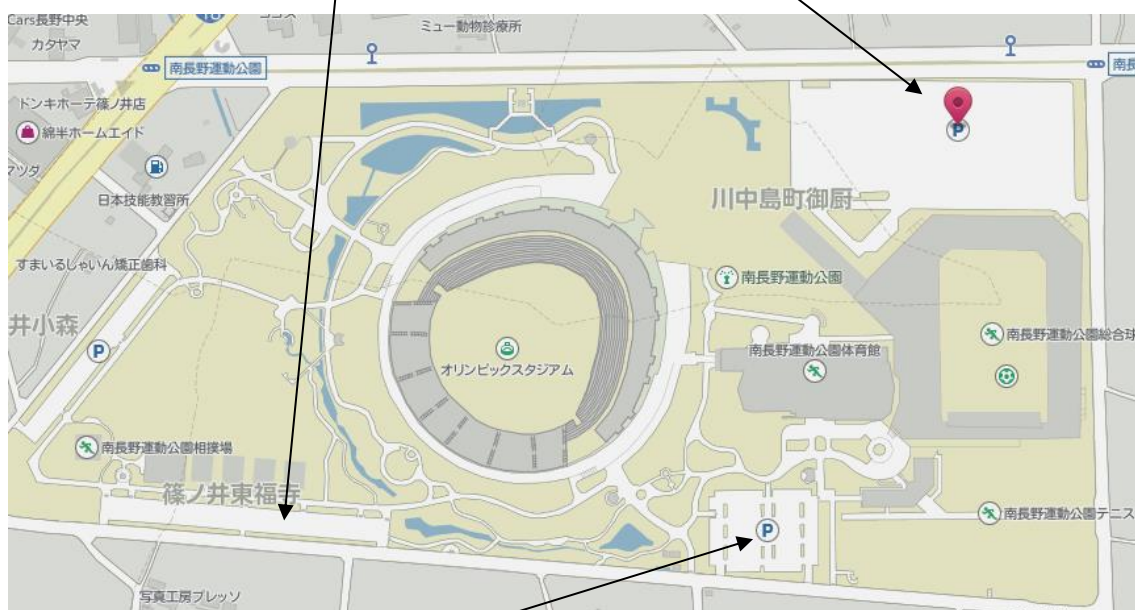 Cars長野中央
カタヤマ
18
ココス
ミュー動物診療所
南長野運動公園
南長
ドンキホーテ篠ノ井店
綿半ホームエイド
マツダ
日本技能教習所
P
川中島町御厨
すまいるしゃいん矯正歯科
南長野運動公園
井小森
P
南長野運動公園総合球
南長野運動公園体育館
オリンピックスタジアム
南長野運動公園相撲場
篠ノ井東福寺
南長野運動公園テニス
P
写真工房ブレッソ